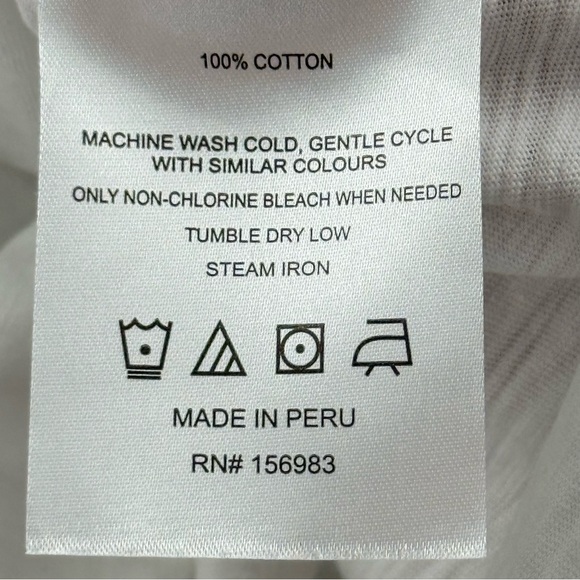 100% COTTON
MACHINE WASH COLD, GENTLE CYCLE
WITH SIMILAR COLOURS
ONLY NON-CHLORINE BLEACH WHEN NEEDED
TUMBLE DRY LOW
STEAM IRON
MADE IN PERU
RN# 156983